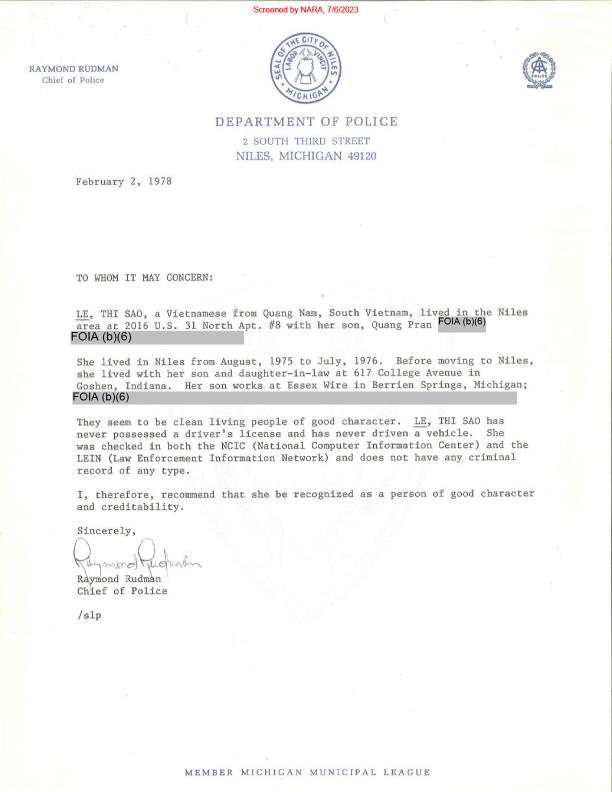 Screened by NARA, 7/6/2023
RAYMOND RUDMAN
Chief of Police
SEAL OF THE CITY OF NILES
LABOR VINCIT
MICHIGAN
POLICE
DEPARTMENT OF POLICE
2 SOUTH THIRD STREET
NILES, MICHIGAN 49120
February 2, 1978
TO WHOM IT MAY CONCERN:
LE, THI SAO, a Vietnamese from Quang Nam, South Vietnam, lived in the Niles
area at 2016 U.S. 31 North Apt. #8 with her son, Quang Pran FOIA (b)(6)
FOIA (b)(6)
She lived in Niles from August, 1975 to July, 1976. Before moving to Niles,
she lived with her son and daughter-in-law at 617 College Avenue in
Goshen, Indiana. Her son works at Essex Wire in Berrien Springs, Michigan;
FOIA (b)(6)
They seem to be clean living people of good character. LE, THI SAO has
never possessed a driver's license and has never driven a vehicle. She
was checked in both the NCIC (National Computer Information Center) and the
LEIN (Law Enforcement Information Network) and does not have any criminal
record of any type.
I, therefore, recommend that she be recognized as a person of good character
and creditability.
Sincerely,
Raymond Rudman
Raymond Rudman
Chief of Police
/slp
MEMBER MICHIGAN MUNICIPAL LEAGUE